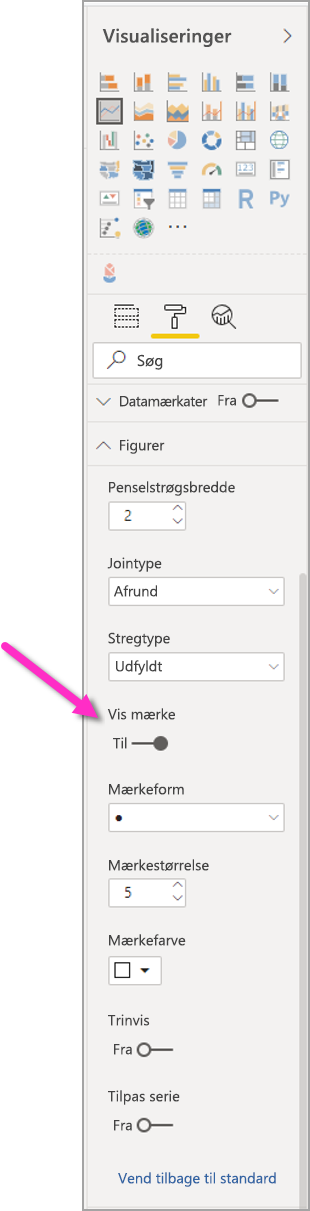 Visualiseringer
123
R Py
Søg
Datamærkater Fra
Figurer
Penselstrøgsbredde
2
Jointype
Afrund
Stregtype
Udfyldt
Vis mærke
Til
Mærkeform
Mærkestørrelse
5
Mærkefarve
Trinvis
Fra
Tilpas serie
Fra
Vend tilbage til standard